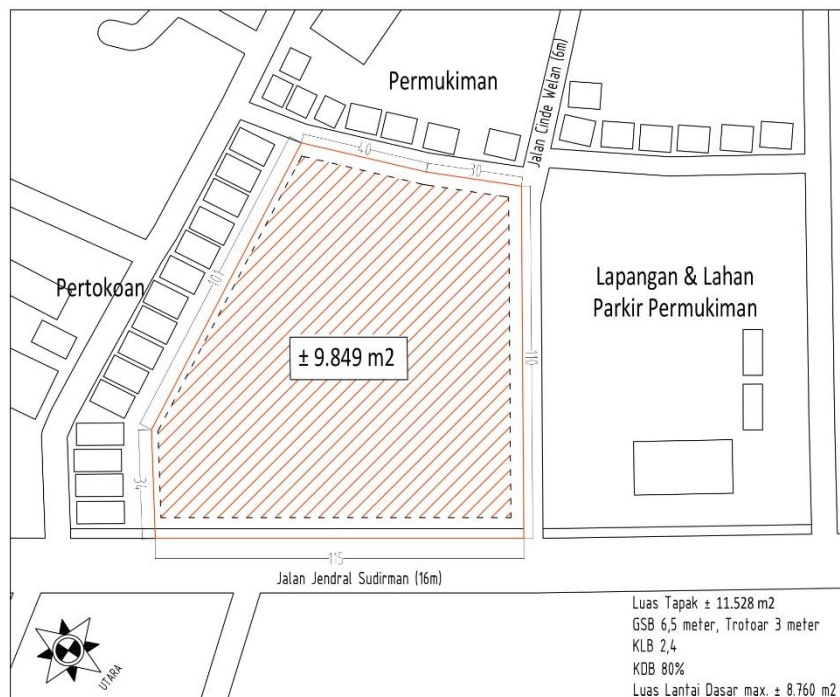 Permukiman
Jalan Cinde Welan (6m)
40
30
Pertokoan
101
Lapangan & Lahan
Parkir Permukiman
± 9.849 m2
110
34
115
Jalan Jendral Sudirman (16m)
Luas Tapak ± 11.528 m2
GSB 6,5 meter, Trotoar 3 meter
KLB 2,4
KDB 80%
Luas Lantai Dasar max. ± 8.760 m2
UTARA